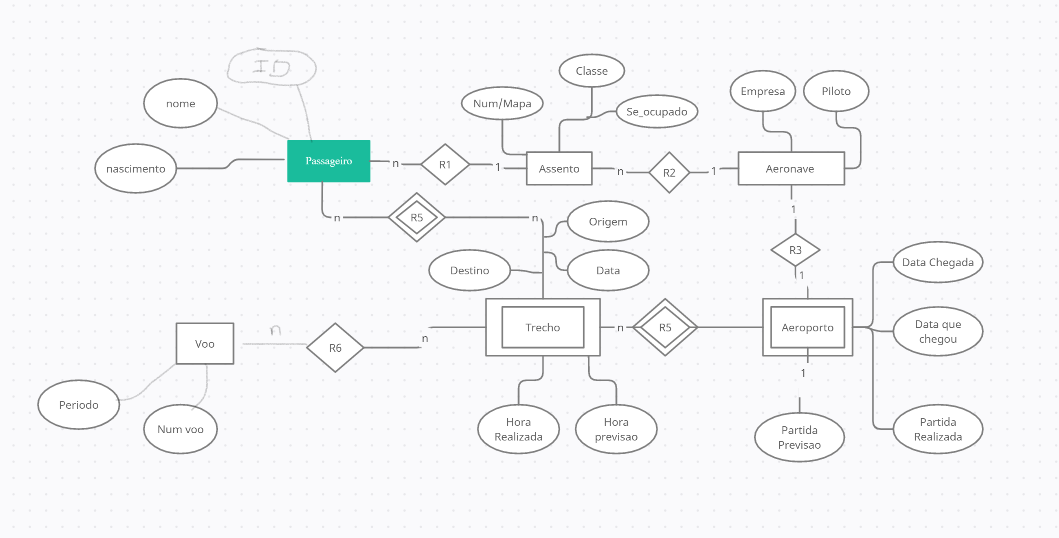 ID
nome
nascimento
Passageiro
n
R1
1
Num/Mapa
Classe
Se_ocupado
Assento
n
R2
1
Empresa
Piloto
Aeronave
1
R3
1
n
R5
n
Origem
Destino
Data
Trecho
n
R5
Aeroporto
Data Chegada
Data que
chegou
Partida
Realizada
1
Partida
Previsao
Hora
Realizada
Hora
previsao
n
R6
n
Voo
Periodo
Num voo